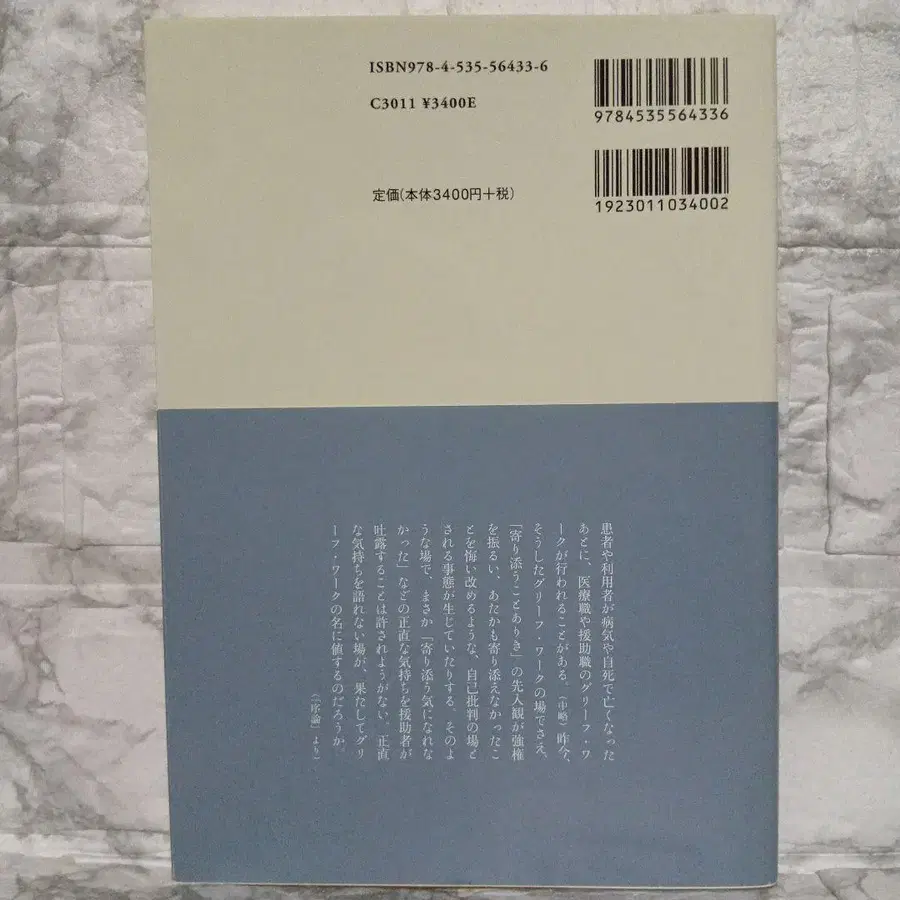 ISBN978-4-535-56433-6
C3011 ¥3400E
定価(本体3400円+税)
9784535564336
1923011034002
患者や利用者が病気や自死で亡くなった
あとに、医療職や援助職のグリーフ・ワ
ークが行われることがある。(中略)昨今、
そうしたグリーフ・ワークの場でさえ、
「寄り添うことありき」の先入観が強権
を振るい、あたかも寄り添えなかったこ
とを悔い改めるような、自己批判の場と
される事態が生じていたりする。そのよ
うな場で、まさか「寄り添う気になれな
かった」などの正直な気持ちを援助者が
吐露することは許されようがない。正直
な気持ちを語れない場が、果たしてグリ
ーフ・ワークの名に値するのだろうか。
(「序論」より)